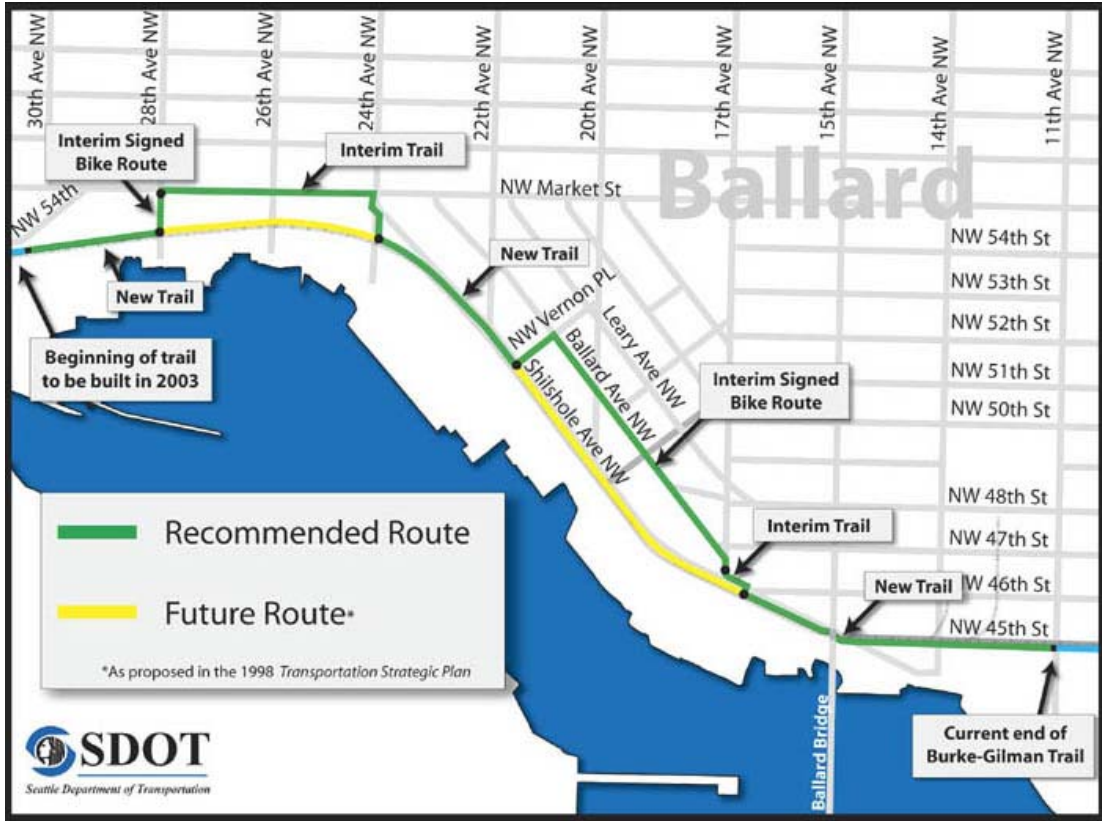 30th Ave NW
28th Ave NW
26th Ave NW
24th Ave NW
22th Ave NW
20th Ave NW
17th Ave NW
15th Ave NW
14th Ave NW
11th Ave NW
Interim Signed
Bike Route
Interim Trail
Ballard
NW Market St
NW 54th
NW 54th St
New Trail
New Trail
NW 53th St
NW Vernon PL
NW 52th St
Leary Ave NW
Ballard Ave NW
Beginning of trail
to be built in 2003
Shilshole Ave NW
NW 51th St
Interim Signed
Bike Route
NW 50th St
NW 48th St
Recommended Route
Interim Trail
NW 47th St
New Trail
NW 46th St
Future Route*
NW 45th St
*As proposed in the 1998 Transportation Strategic Plan
Ballard Bridge
Current end of
Burke-Gilman Trail
SDOT
Seattle Department of Transportation